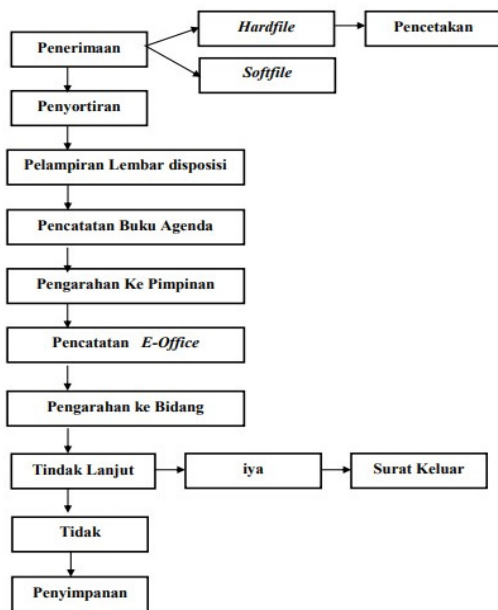 Penerimaan
Hardfile
Pencetakan
Softfile
Penyortiran
Pelampiran Lembar disposisi
Pencatatan Buku Agenda
Pengarahan Ke Pimpinan
Pencatatan E-Office
Pengarahan ke Bidang
Tindak Lanjut
iya
Surat Keluar
Tidak
Penyimpanan